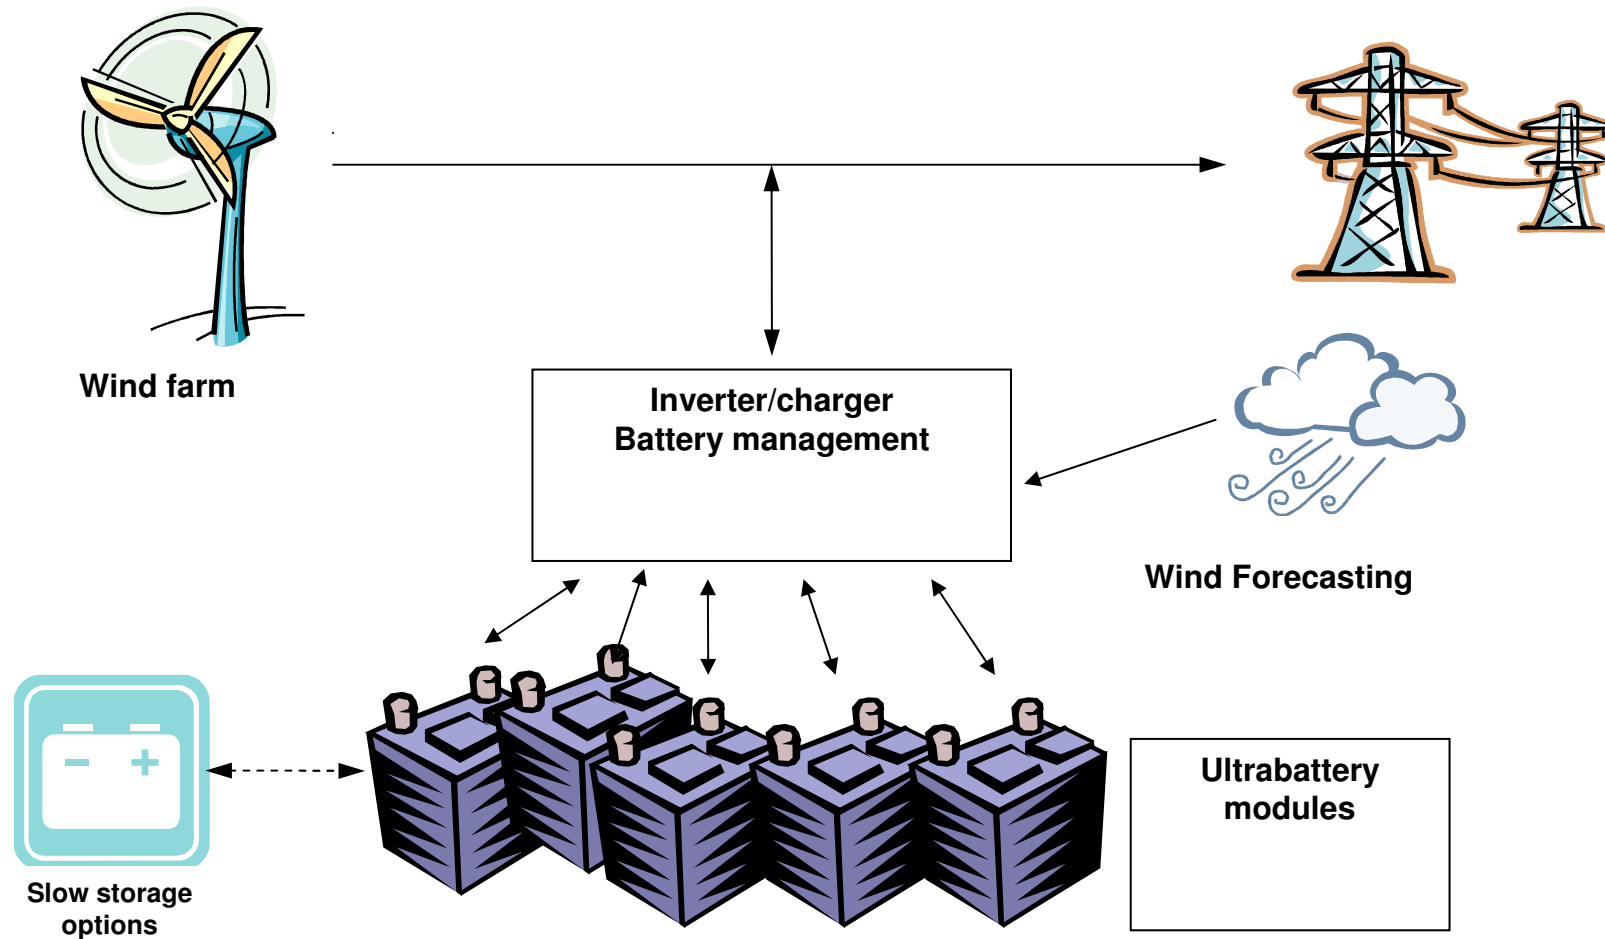 Wind farm
Inverter/charger
Battery management
Wind Forecasting
Ultrabattery
modules
Slow storage
options